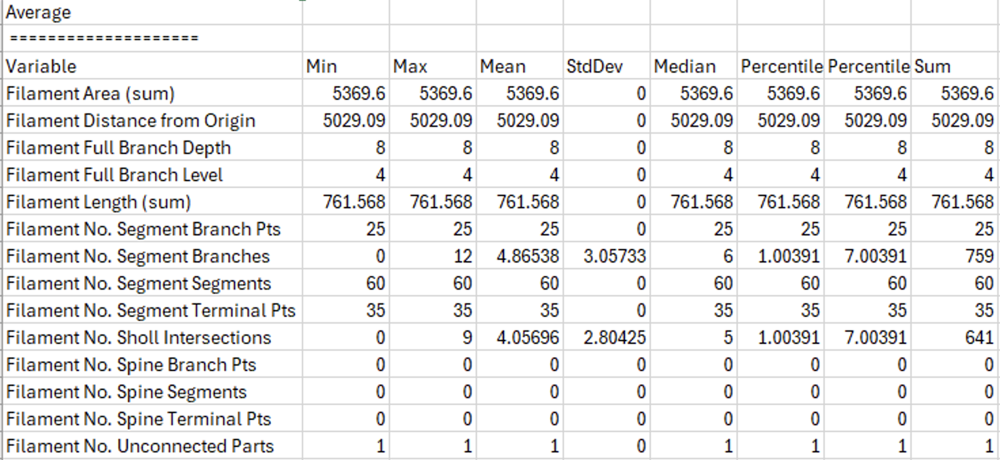 Average
====================
Variable Min Max Mean StdDev Median Percentile Percentile Sum
Filament Area (sum) 5369.6 5369.6 5369.6 0 5369.6 5369.6 5369.6 5369.6
Filament Distance from Origin 5029.09 5029.09 5029.09 0 5029.09 5029.09 5029.09 5029.09
Filament Full Branch Depth 8 8 8 0 8 8 8 8
Filament Full Branch Level 4 4 4 0 4 4 4 4
Filament Length (sum) 761.568 761.568 761.568 0 761.568 761.568 761.568 761.568
Filament No. Segment Branch Pts 25 25 25 0 25 25 25 25
Filament No. Segment Branches 0 12 4.86538 3.05733 6 1.00391 7.00391 759
Filament No. Segment Segments 60 60 60 0 60 60 60 60
Filament No. Segment Terminal Pts 35 35 35 0 35 35 35 35
Filament No. Sholl Intersections 0 9 4.05696 2.80425 5 1.00391 7.00391 641
Filament No. Spine Branch Pts 0 0 0 0 0 0 0 0
Filament No. Spine Segments 0 0 0 0 0 0 0 0
Filament No. Spine Terminal Pts 0 0 0 0 0 0 0 0
Filament No. Unconnected Parts 1 1 1 0 1 1 1 1